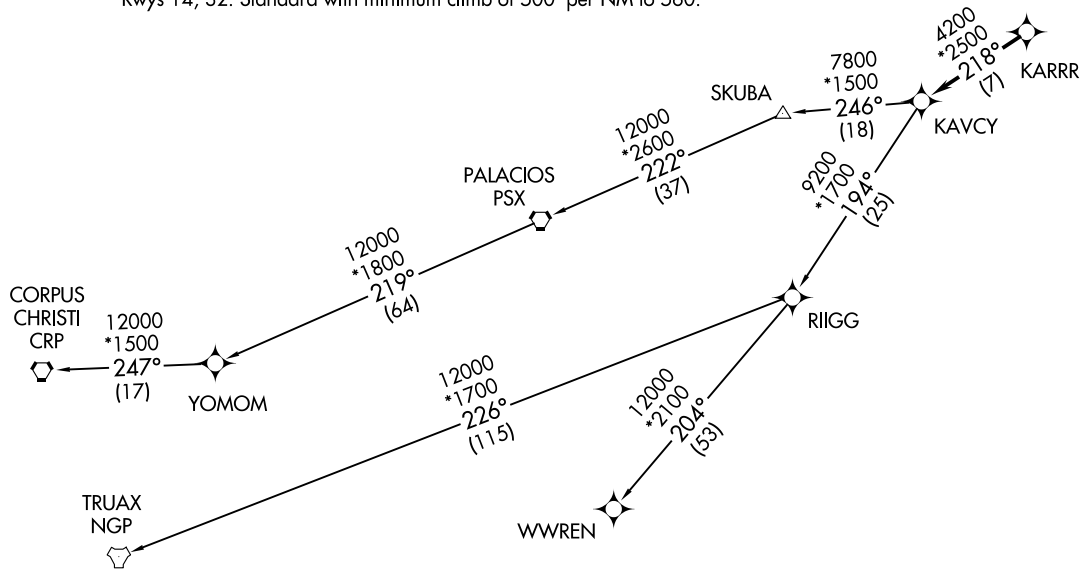 Rwys 14, 32: Standard with minimum climb of 500' per NM to 560.
4200
*2500
218°
(7)
KARRR
7800
*1500
246°
(18)
SKUBA
KAVCY
12000
*2600
222°
(37)
PALACIOS
PSX
9200
*1700
194°
(25)
12000
*1800
219°
(64)
CORPUS
CHRISTI
CRP
12000
*1500
247°
(17)
YOMOM
RIIGG
12000
*1700
226°
(115)
12000
*2100
204°
(53)
TRUAX
NGP
WWREN